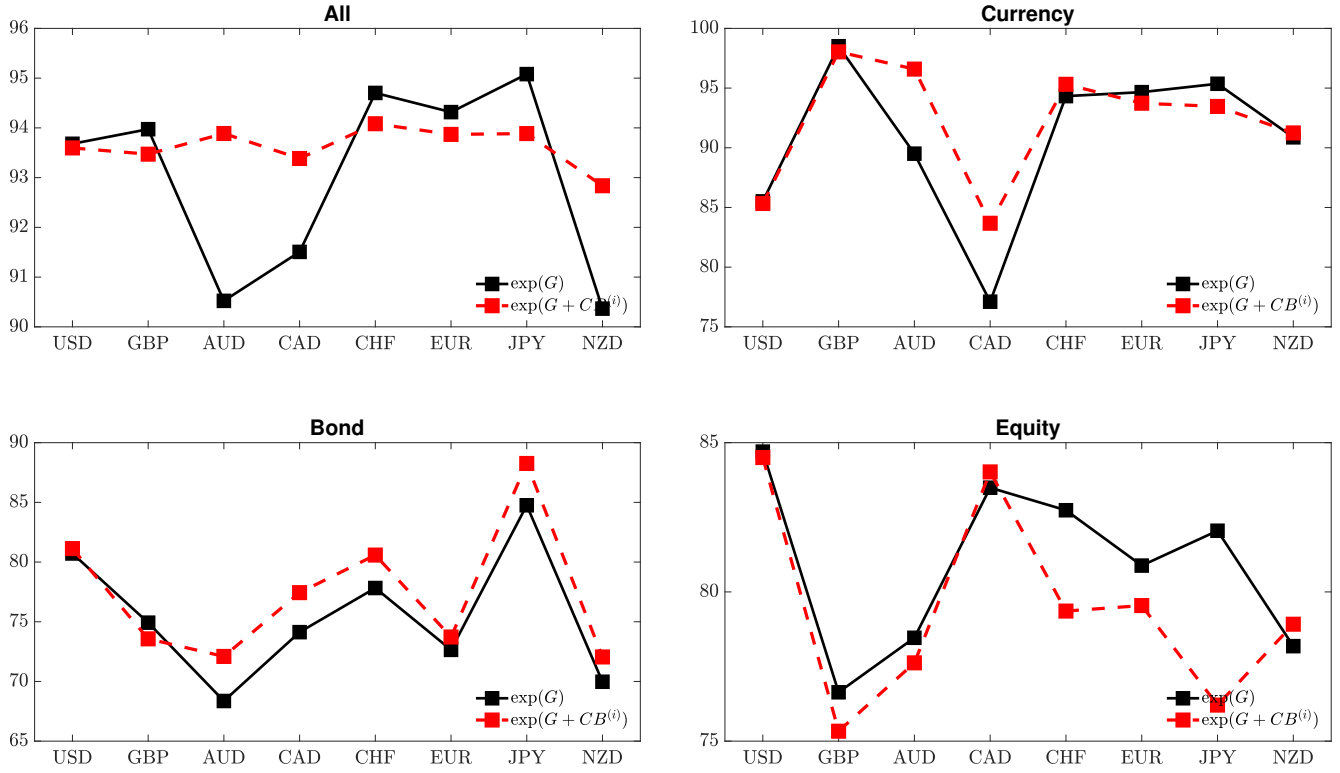 All
96
95
94
93
92
91
90
USD GBP AUD CAD CHF EUR JPY NZD
exp(G)
exp(G + CB^(i))
Currency
100
95
90
85
80
75
USD GBP AUD CAD CHF EUR JPY NZD
exp(G)
exp(G + CB^(i))
Bond
90
85
80
75
70
65
USD GBP AUD CAD CHF EUR JPY NZD
exp(G)
exp(G + CB^(i))
Equity
85
80
75
USD GBP AUD CAD CHF EUR JPY NZD
exp(G)
exp(G + CB^(i))